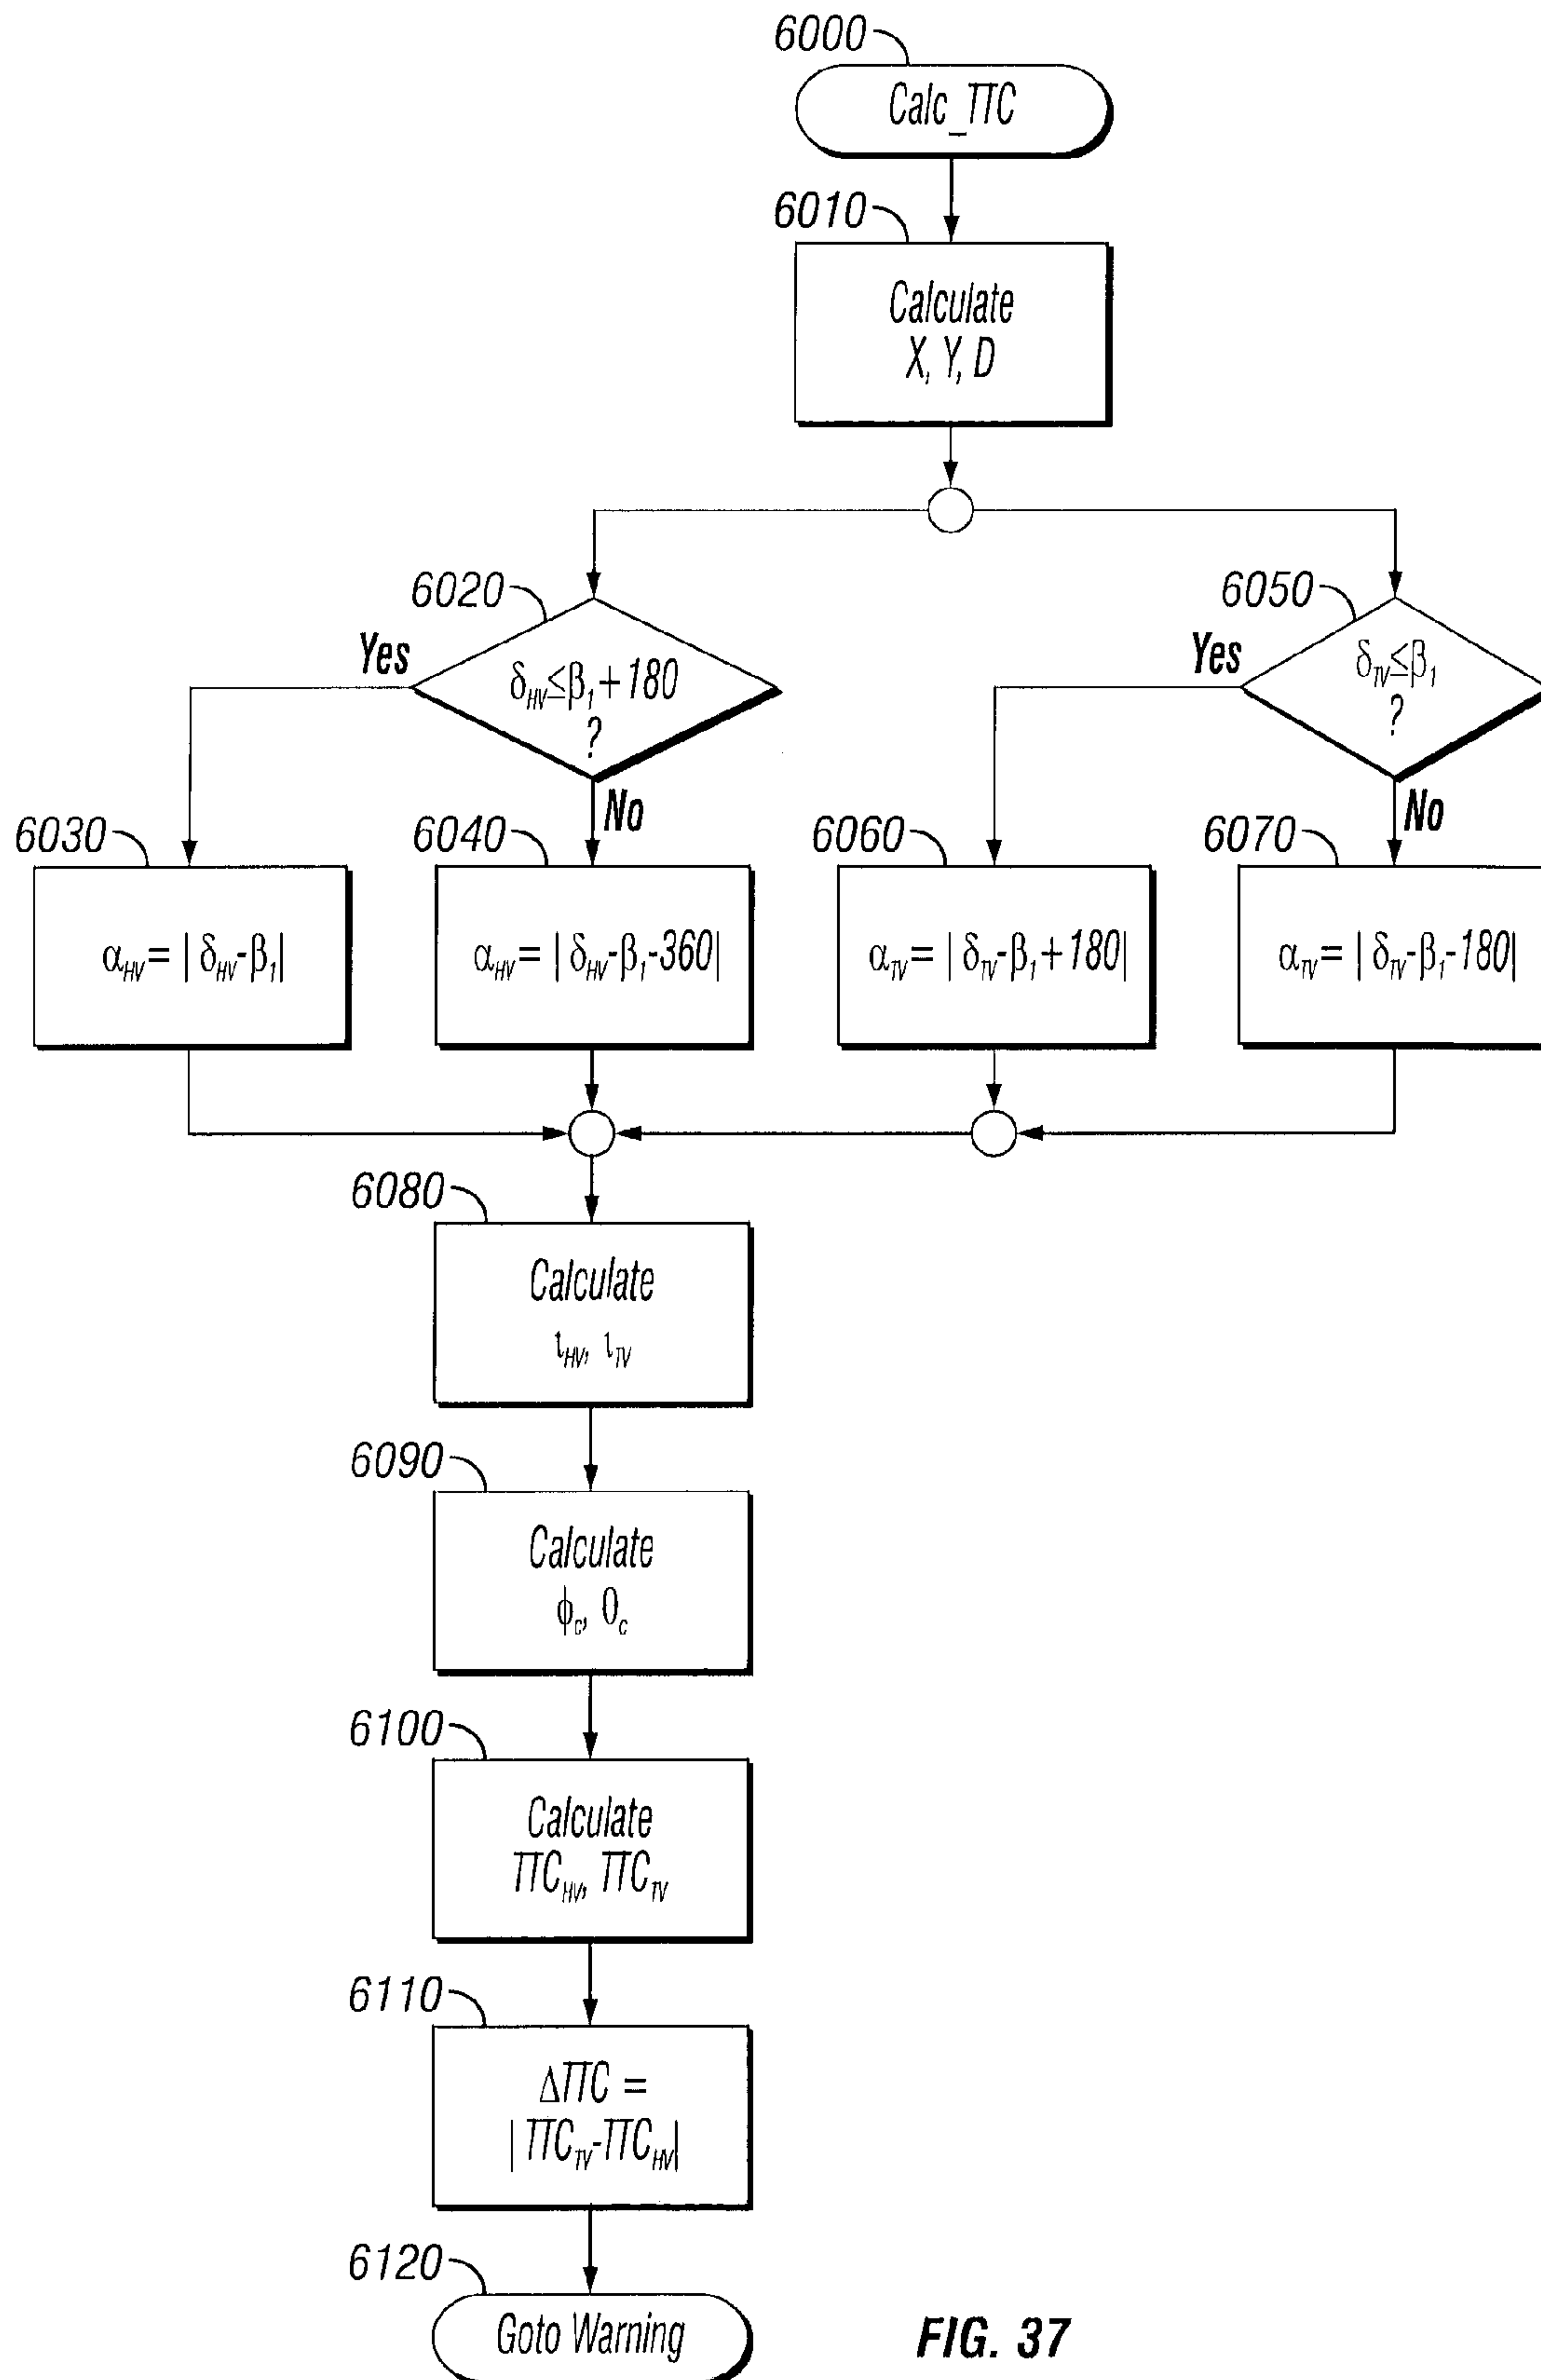 6000
Calc_TTC
6010
Calculate
X, Y, D
6020
Yes
δHV≤β1+180
?
No
6050
Yes
δTV≤β1
?
No
6030
αHV= | δHV-β1|
6040
αHV= | δHV-β1-360|
6060
αTV= | δTV-β1+180|
6070
αTV= | δTV-β1-180|
6080
Calculate
ιHV, ιTV
6090
Calculate
ϕc, θc
6100
Calculate
TTCHV, TTCTV
6110
ΔTTC =
| TTCTV-TTCHV|
6120
Goto Warning
FIG. 37